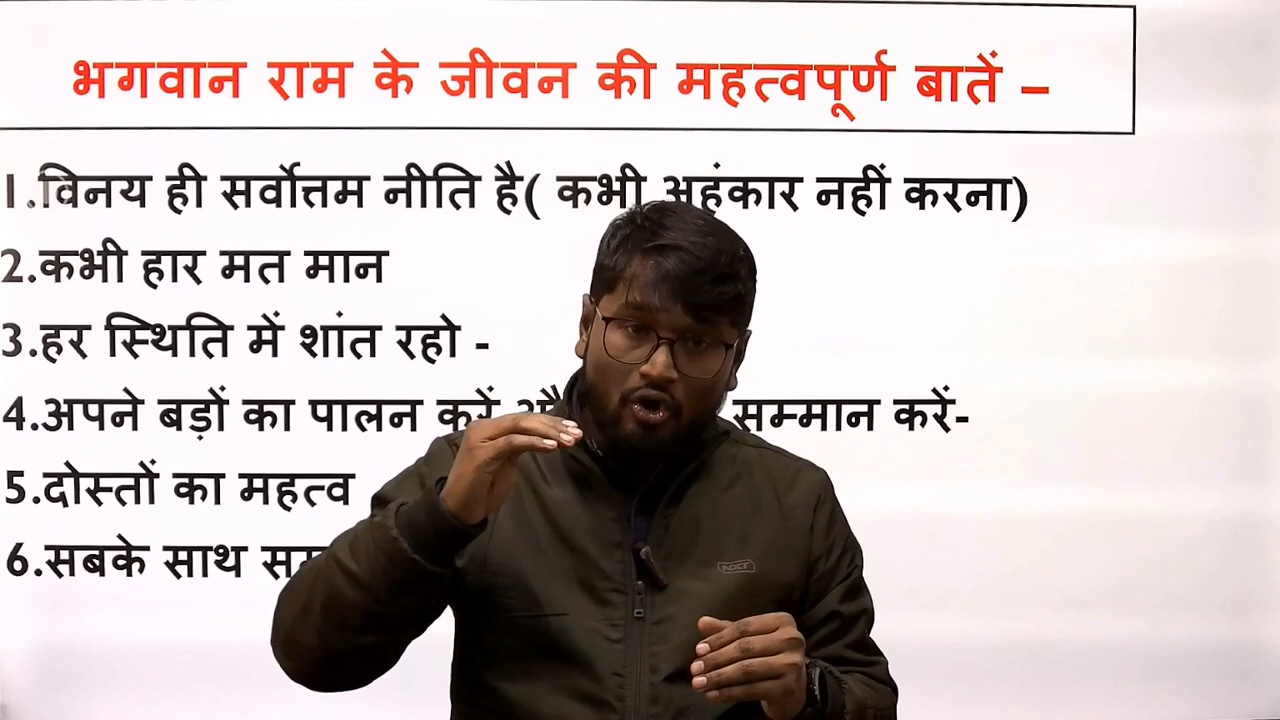 भगवान राम के जीवन की महत्वपूर्ण बातें –
1.विनय ही सर्वोत्तम नीति है( कभी अहंकार नहीं करना)
2.कभी हार मत मान
3.हर स्थिति में शांत रहो -
4.अपने बड़ों का पालन करें सम्मान करें-
5.दोस्तों का महत्व
6.सबके साथ